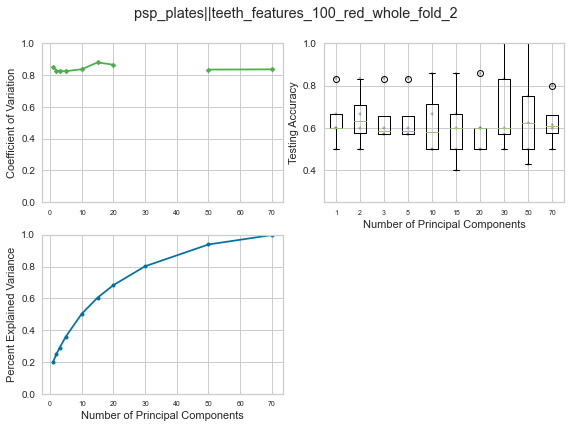 psp_plates||teeth_features_100_red_whole_fold_2
Coefficient of Variation
1.0
0.8
0.6
0.4
0.2
0.0
0 10 20 30 40 50 60 70
Testing Accuracy
1.0
0.8
0.6
0.4
1 2 3 5 10 15 20 30 50 70
Number of Principal Components
Percent Explained Variance
1.0
0.8
0.6
0.4
0.2
0.0
0 10 20 30 40 50 60 70
Number of Principal Components